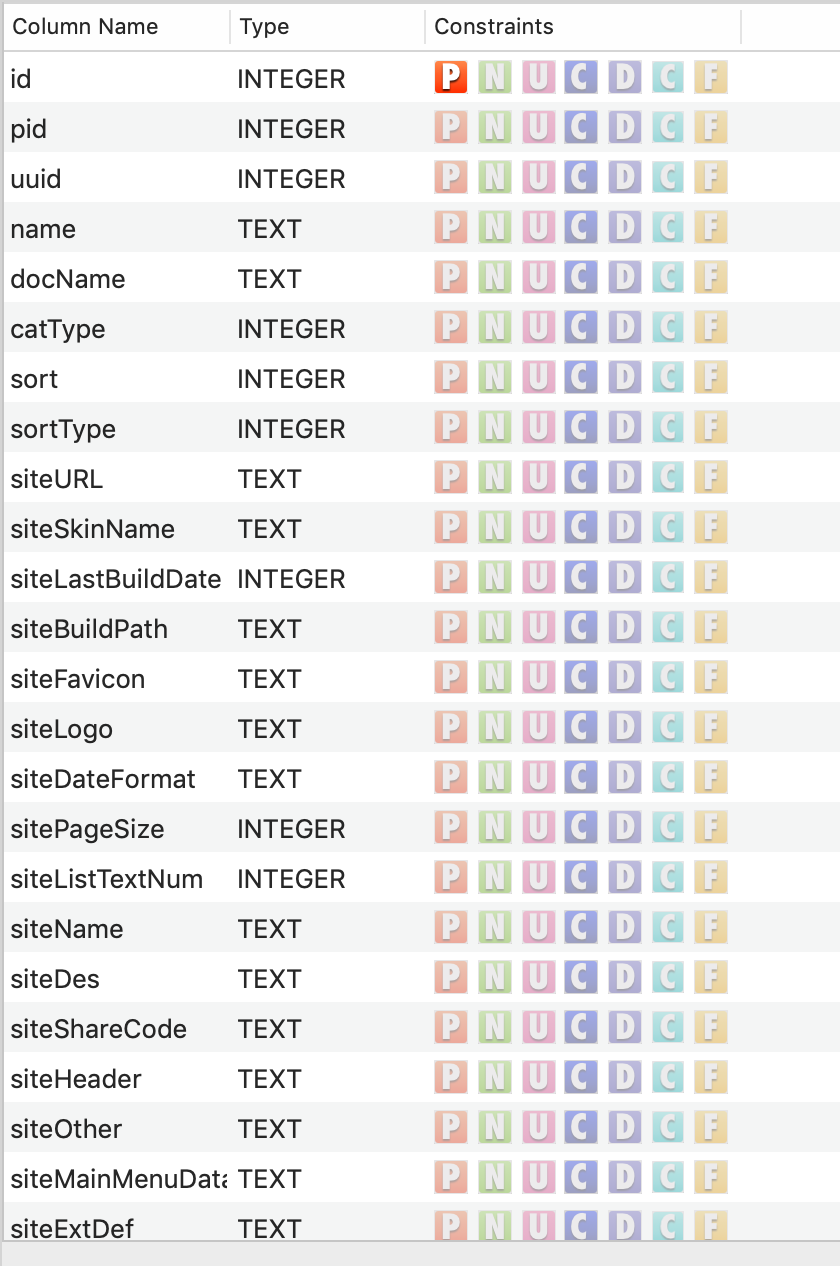 Column Name Type Constraints
id INTEGER P N U C D C F
pid INTEGER P N U C D C F
uuid INTEGER P N U C D C F
name TEXT P N U C D C F
docName TEXT P N U C D C F
catType INTEGER P N U C D C F
sort INTEGER P N U C D C F
sortType INTEGER P N U C D C F
siteURL TEXT P N U C D C F
siteSkinName TEXT P N U C D C F
siteLastBuildDate INTEGER P N U C D C F
siteBuildPath TEXT P N U C D C F
siteFavicon TEXT P N U C D C F
siteLogo TEXT P N U C D C F
siteDateFormat TEXT P N U C D C F
sitePageSize INTEGER P N U C D C F
siteListTextNum INTEGER P N U C D C F
siteName TEXT P N U C D C F
siteDes TEXT P N U C D C F
siteShareCode TEXT P N U C D C F
siteHeader TEXT P N U C D C F
siteOther TEXT P N U C D C F
siteMainMenuData TEXT P N U C D C F
siteExtDef TEXT P N U C D C F